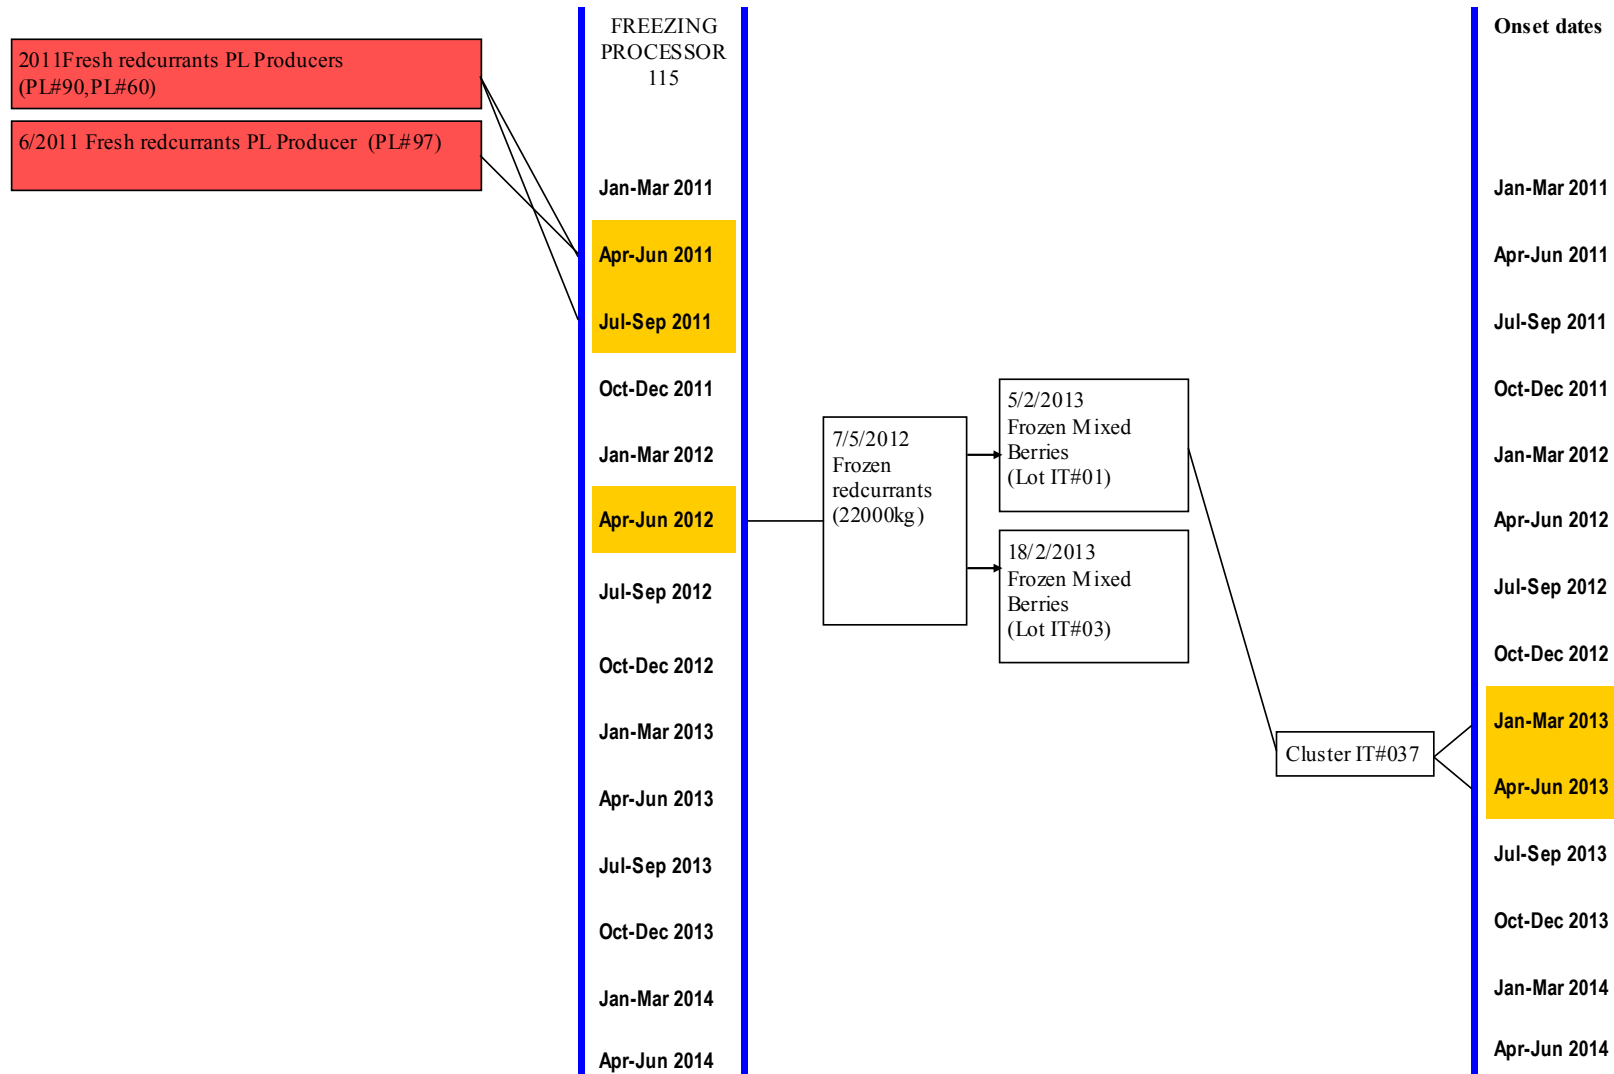 2011Fresh redcurrants PL Producers
(PL#90,PL#60)
6/2011 Fresh redcurrants PL Producer (PL#97)
FREEZING
PROCESSOR
115
Jan-Mar 2011
Apr-Jun 2011
Jul-Sep 2011
Oct-Dec 2011
Jan-Mar 2012
Apr-Jun 2012
Jul-Sep 2012
Oct-Dec 2012
Jan-Mar 2013
Apr-Jun 2013
Jul-Sep 2013
Oct-Dec 2013
Jan-Mar 2014
Apr-Jun 2014
7/5/2012
Frozen
redcurrants
(22000kg)
5/2/2013
Frozen Mixed
Berries
(Lot IT#01)
18/2/2013
Frozen Mixed
Berries
(Lot IT#03)
Cluster IT#037
Onset dates
Jan-Mar 2011
Apr-Jun 2011
Jul-Sep 2011
Oct-Dec 2011
Jan-Mar 2012
Apr-Jun 2012
Jul-Sep 2012
Oct-Dec 2012
Jan-Mar 2013
Apr-Jun 2013
Jul-Sep 2013
Oct-Dec 2013
Jan-Mar 2014
Apr-Jun 2014